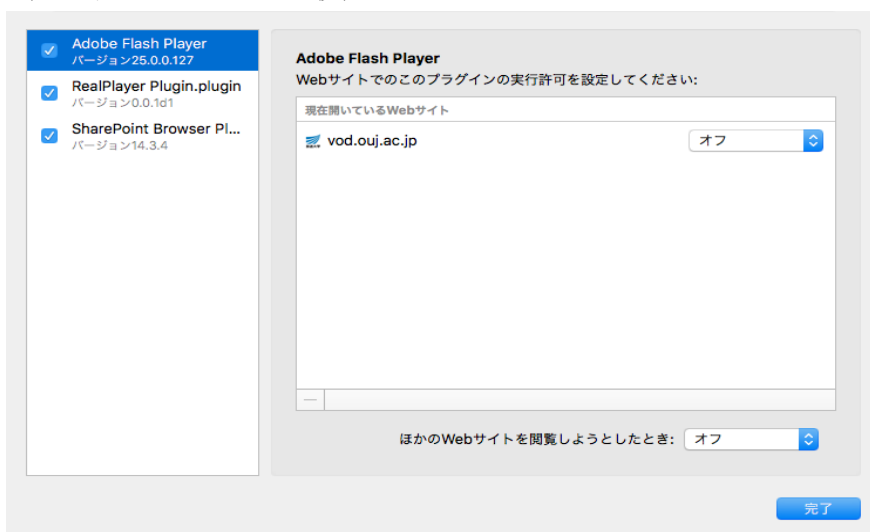 Adobe Flash Player
バージョン25.0.0.127
RealPlayer Plugin.plugin
バージョン0.0.1d1
SharePoint Browser Pl...
バージョン14.3.4
Adobe Flash Player
Webサイトでのこのプラグインの実行許可を設定してください:
現在開いているWebサイト
vod.ouj.ac.jp
オフ
ほかのWebサイトを閲覧しようとしたとき: オフ
完了